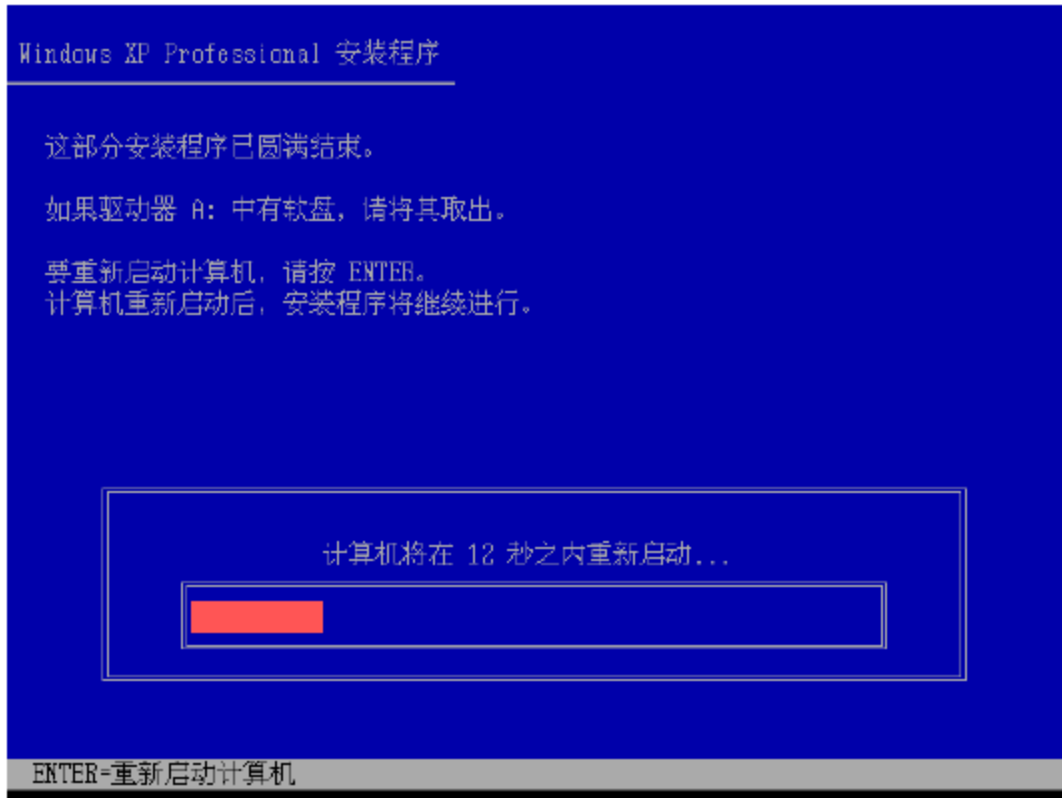 Windows XP Professional 安装程序
这部分安装程序已圆满结束。
如果驱动器 A: 中有软盘，请将其取出。
要重新启动计算机，请按 ENTER。
计算机重新启动后，安装程序将继续进行。
计算机将在 12 秒之内重新启动...
ENTER=重新启动计算机